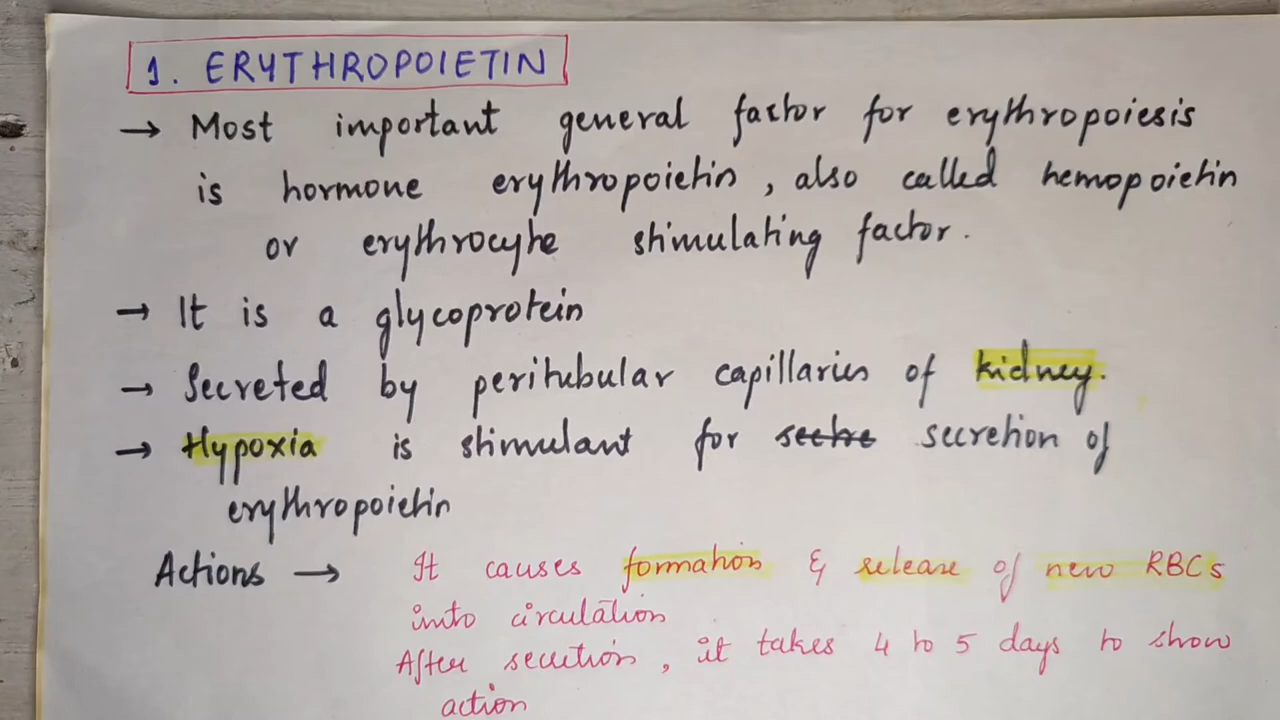 1. ERYTHROPOIETIN
→ Most important general factor for erythropoiesis
is hormone erythropoietin, also called hemopoietin
or erythrocyte stimulating factor.
→ It is a glycoprotein
→ Secreted by peritubular capillaries of kidney.
→ Hypoxia is stimulant for secre secretion of
erythropoietin
Actions → It causes formation & release of new RBCs
into circulation
After secretion, it takes 4 to 5 days to show
action